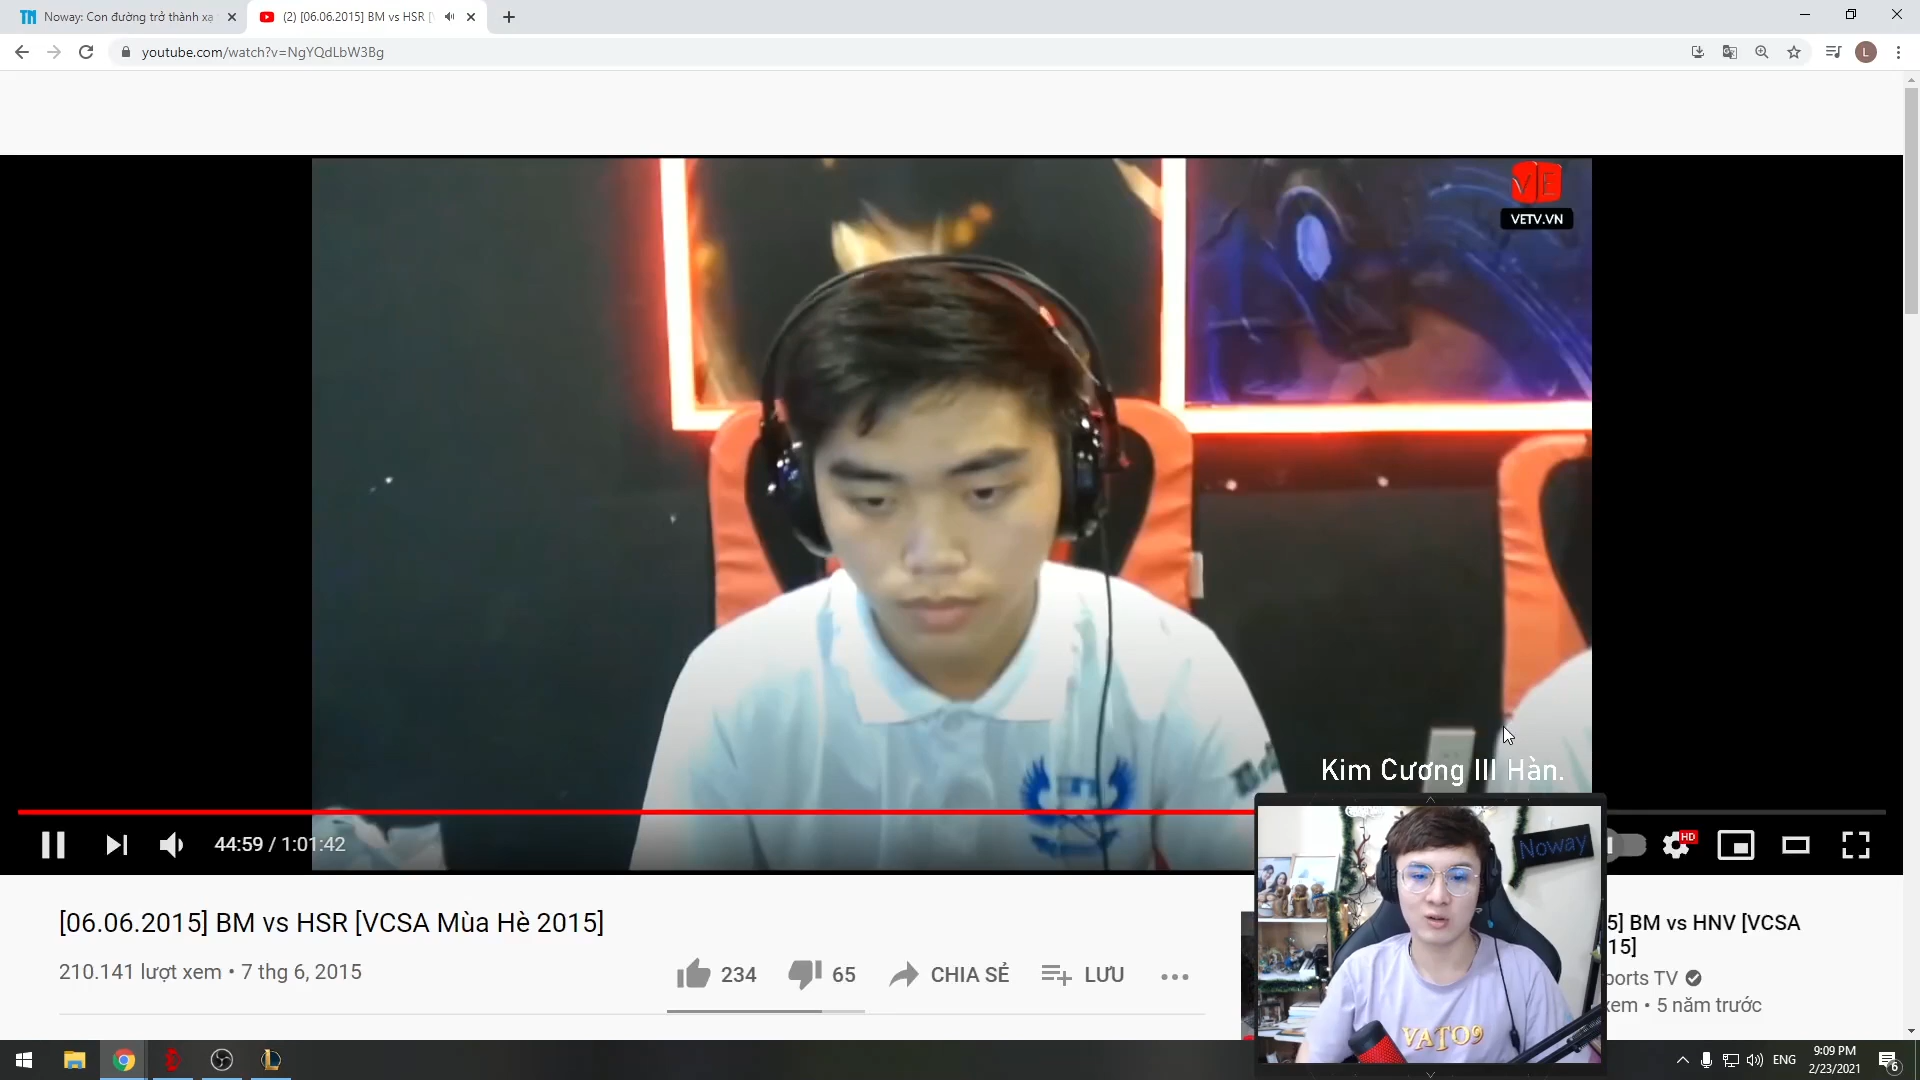 Noway: Con đường trở thành xạ
(2) [06.06.2015] BM vs HSR [
youtube.com/watch?v=NgYQdLbW3Bg
L
VE
VETV.VN
Kim Cương III Hàn.
44:59 / 1:01:42
HD
Noway
VATO9
[06.06.2015] BM vs HSR [VCSA Mùa Hè 2015]
210.141 lượt xem • 7 thg 6, 2015
234
65
CHIA SẺ
LƯU
5] BM vs HNV [VCSA
15]
ports TV
xem • 5 năm trước
ENG
9:09 PM
2/23/2021
6